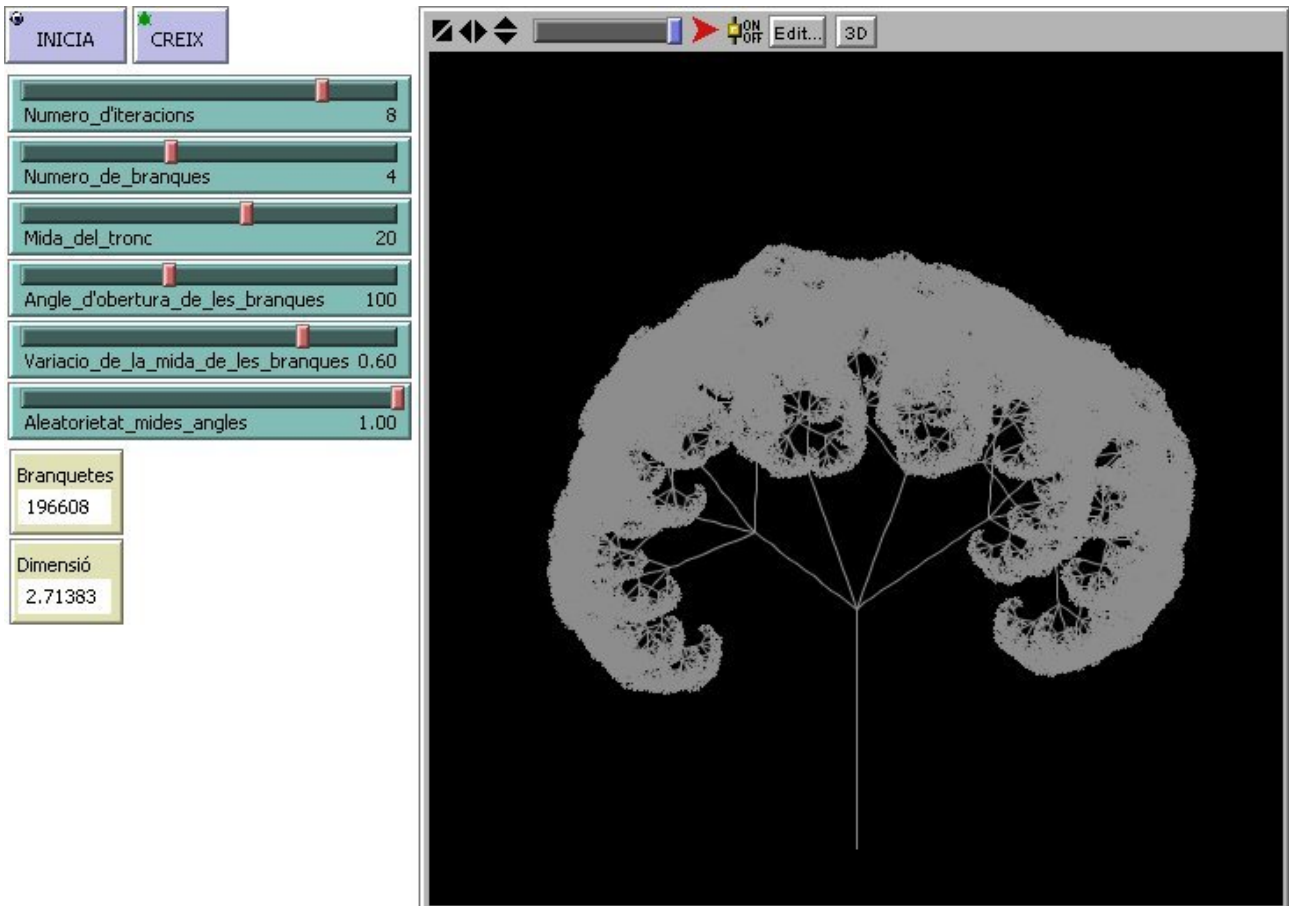 INICIA
CREIX
ON
OFF
Edit...
3D
Numero_d'iteracions 8
Numero_de_branques 4
Mida_del_tronc 20
Angle_d'obertura_de_les_branques 100
Variacio_de_la_mida_de_les_branques 0.60
Aleatorietat_mides_angles 1.00
Branquetes
196608
Dimensió
2.71383